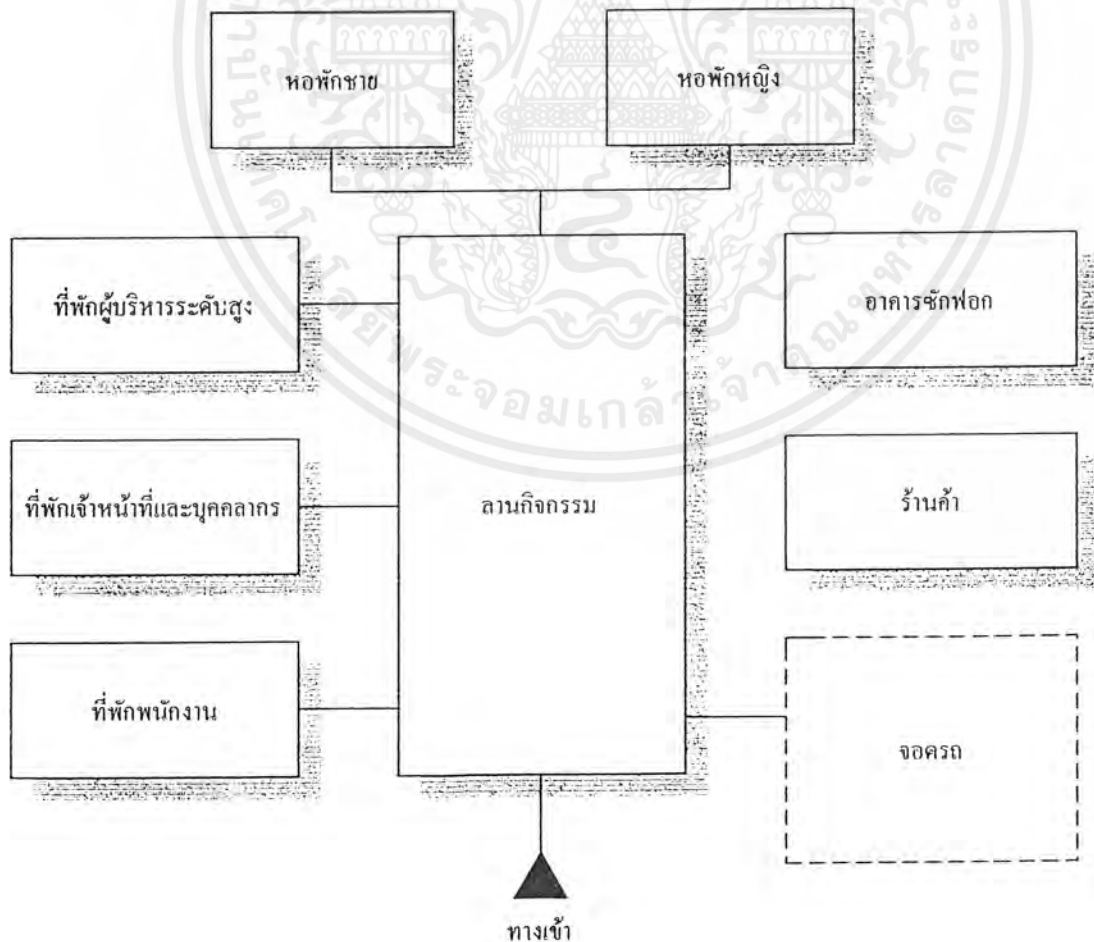 หอพักชาย
หอพักหญิง
ที่พักผู้บริหารระดับสูง
อาคารซักฟอก
ที่พักเจ้าหน้าที่และบุคคลากร
ลานกิจกรรม
ร้านค้า
ที่พักพนักงาน
จอดรถ
ทางเข้า